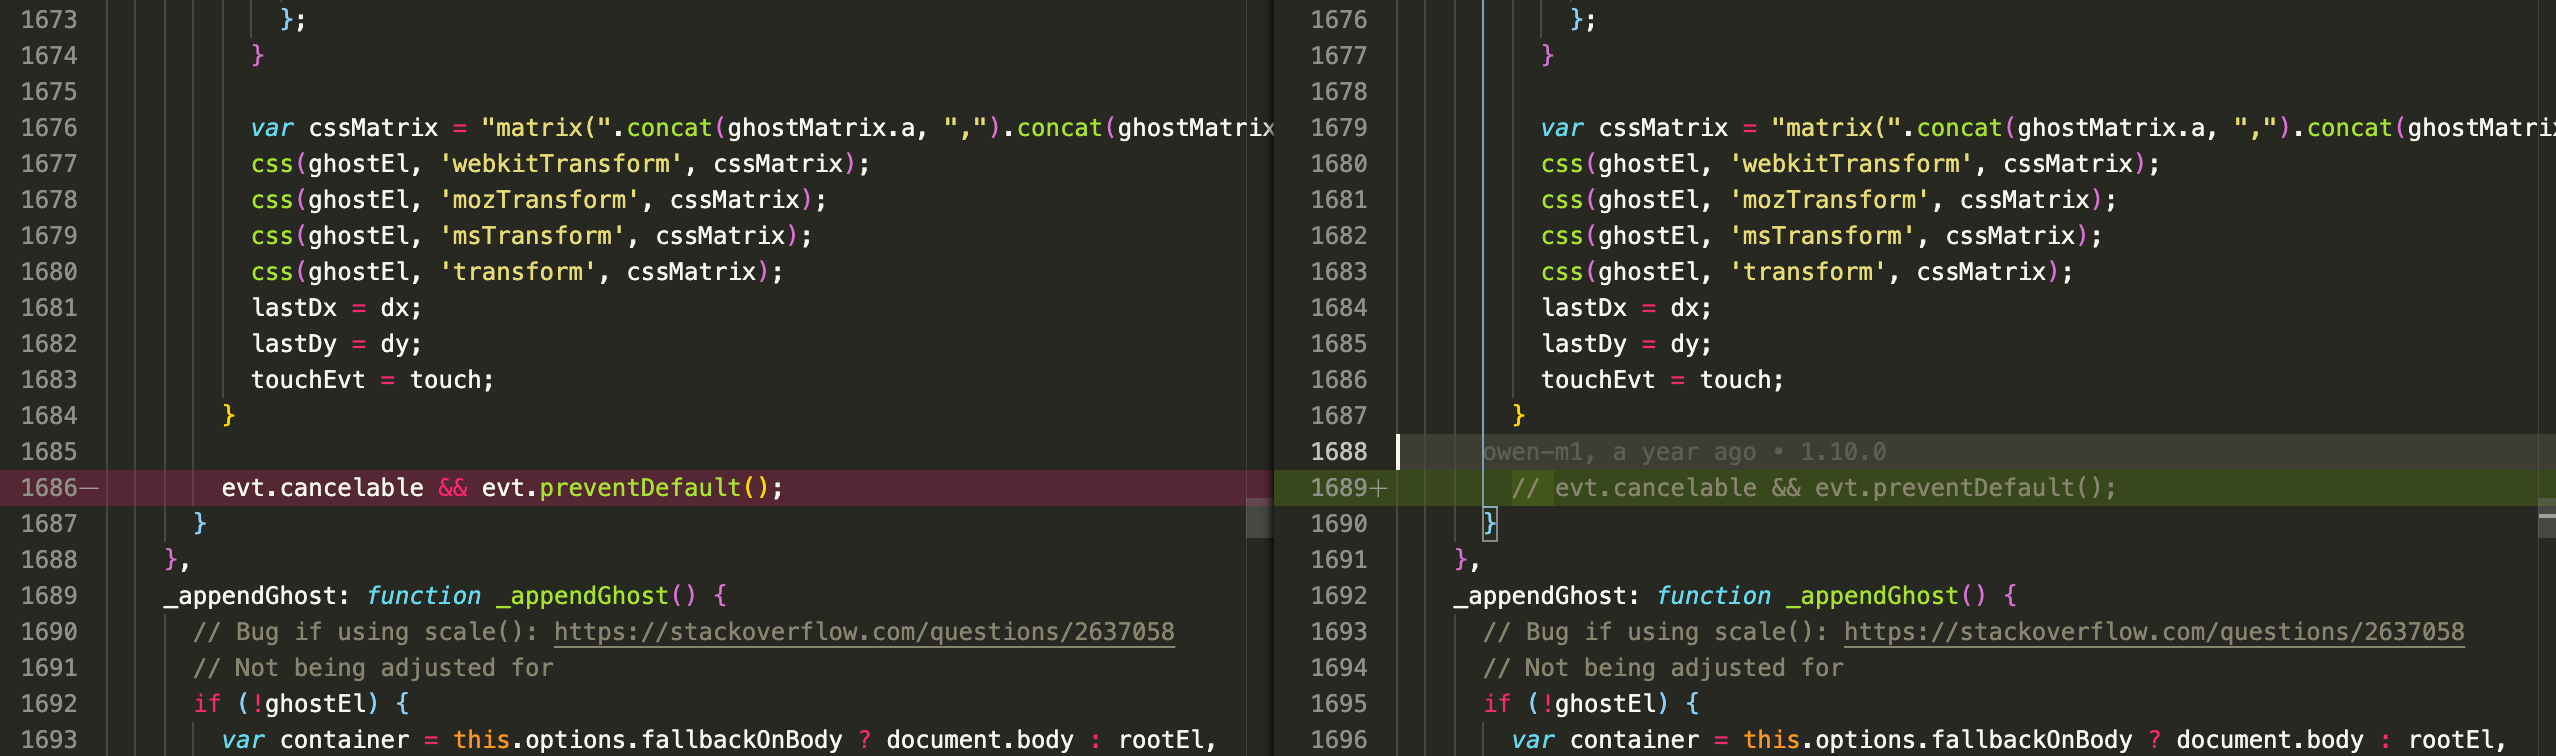 1673 };
1674 }
1675
1676 var cssMatrix = "matrix(".concat(ghostMatrix.a, ",").concat(ghostMatrix
1677 css(ghostEl, 'webkitTransform', cssMatrix);
1678 css(ghostEl, 'mozTransform', cssMatrix);
1679 css(ghostEl, 'msTransform', cssMatrix);
1680 css(ghostEl, 'transform', cssMatrix);
1681 lastDx = dx;
1682 lastDy = dy;
1683 touchEvt = touch;
1684 }
1685
1686— evt.cancelable && evt.preventDefault();
1687 }
1688 },
1689 _appendGhost: function _appendGhost() {
1690 // Bug if using scale(): https://stackoverflow.com/questions/2637058
1691 // Not being adjusted for
1692 if (!ghostEl) {
1693 var container = this.options.fallbackOnBody ? document.body : rootEl,
1676 };
1677 }
1678
1679 var cssMatrix = "matrix(".concat(ghostMatrix.a, ",").concat(ghostMatri
1680 css(ghostEl, 'webkitTransform', cssMatrix);
1681 css(ghostEl, 'mozTransform', cssMatrix);
1682 css(ghostEl, 'msTransform', cssMatrix);
1683 css(ghostEl, 'transform', cssMatrix);
1684 lastDx = dx;
1685 lastDy = dy;
1686 touchEvt = touch;
1687 }
1688 owen-m1, a year ago • 1.10.0
1689+ // evt.cancelable && evt.preventDefault();
1690 }
1691 },
1692 _appendGhost: function _appendGhost() {
1693 // Bug if using scale(): https://stackoverflow.com/questions/2637058
1694 // Not being adjusted for
1695 if (!ghostEl) {
1696 var container = this.options.fallbackOnBody ? document.body : rootEl,